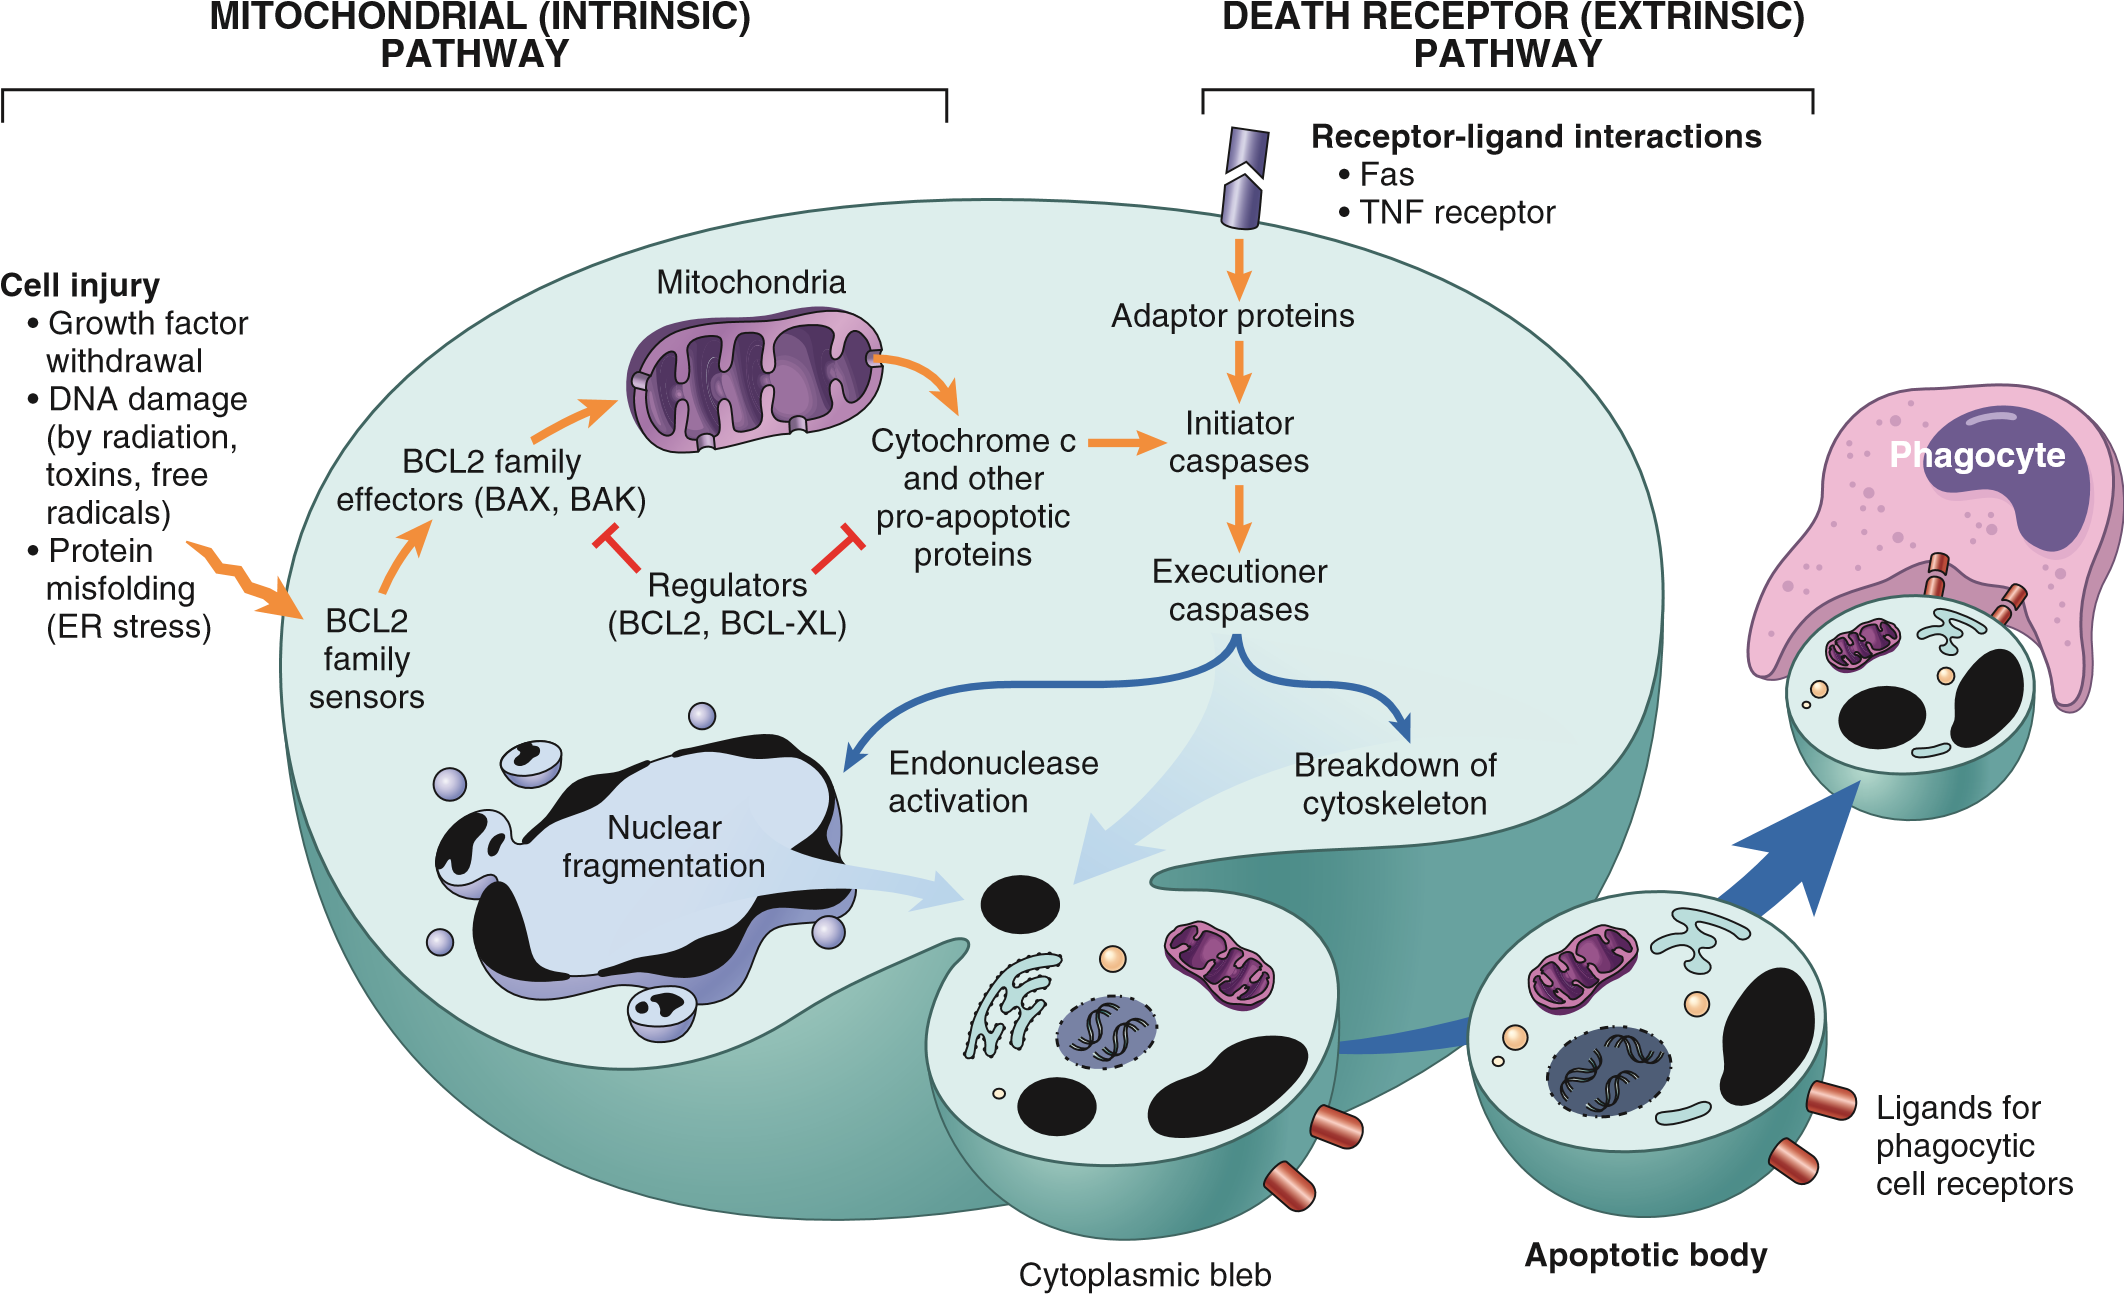 MITOCHONDRIAL (INTRINSIC)
PATHWAY
DEATH RECEPTOR (EXTRINSIC)
PATHWAY
Receptor-ligand interactions
• Fas
• TNF receptor
Cell injury
• Growth factor
withdrawal
• DNA damage
(by radiation,
toxins, free
radicals)
• Protein
misfolding
(ER stress)
Mitochondria
BCL2 family
effectors (BAX, BAK)
BCL2
family
sensors
Regulators
(BCL2, BCL-XL)
Cytochrome c
and other
pro-apoptotic
proteins
Adaptor proteins
Initiator
caspases
Executioner
caspases
Phagocyte
Endonuclease
activation
Breakdown of
cytoskeleton
Nuclear
fragmentation
Ligands for
phagocytic
cell receptors
Apoptotic body
Cytoplasmic bleb